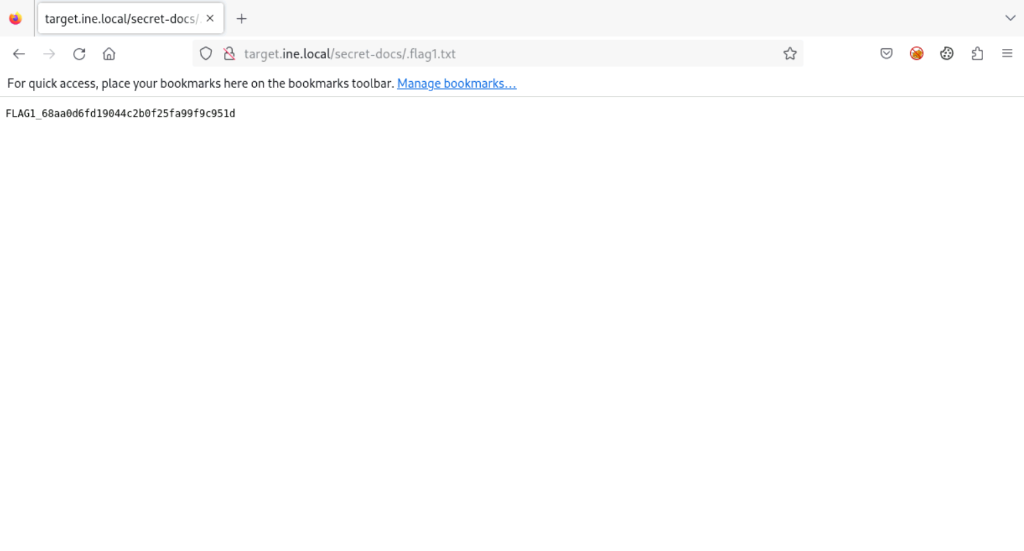 target.ine.local/secret-docs/
target.ine.local/secret-docs/.flag1.txt
For quick access, place your bookmarks here on the bookmarks toolbar. Manage bookmarks…
FLAG1_68aa0d6fd19044c2b0f25fa99f9c951d